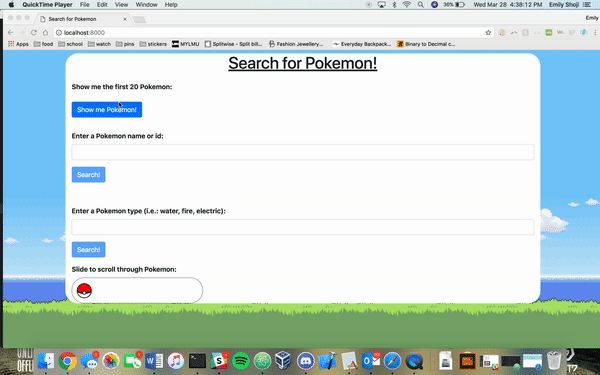 QuickTime Player File Edit View Window Help 36% Wed Mar 28 4:38:12 PM Emily Shoji
Search for Pokemon Emily
localhost:8000
Apps food school watch pins stickers MYLMU Splitwise - Split bill... Fashion Jewellery... Everyday Backpack... Binary to Decimal c...
Search for Pokemon!
Show me the first 20 Pokemon:
Show me Pokemon!
Enter a Pokemon name or id:
Search!
Enter a Pokemon type (i.e.: water, fire, electric):
Search!
Slide to scroll through Pokemon: